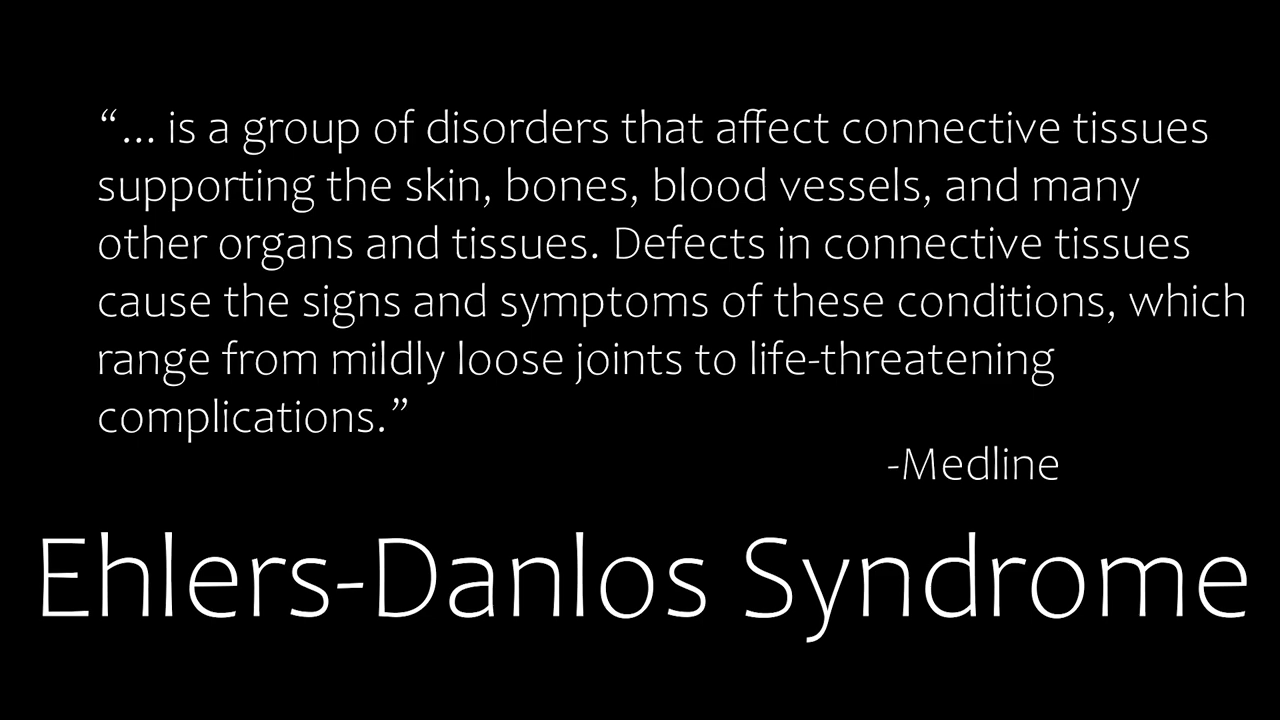 “... is a group of disorders that affect connective tissues
supporting the skin, bones, blood vessels, and many
other organs and tissues. Defects in connective tissues
cause the signs and symptoms of these conditions, which
range from mildly loose joints to life-threatening
complications.”
-Medline
Ehlers-Danlos Syndrome